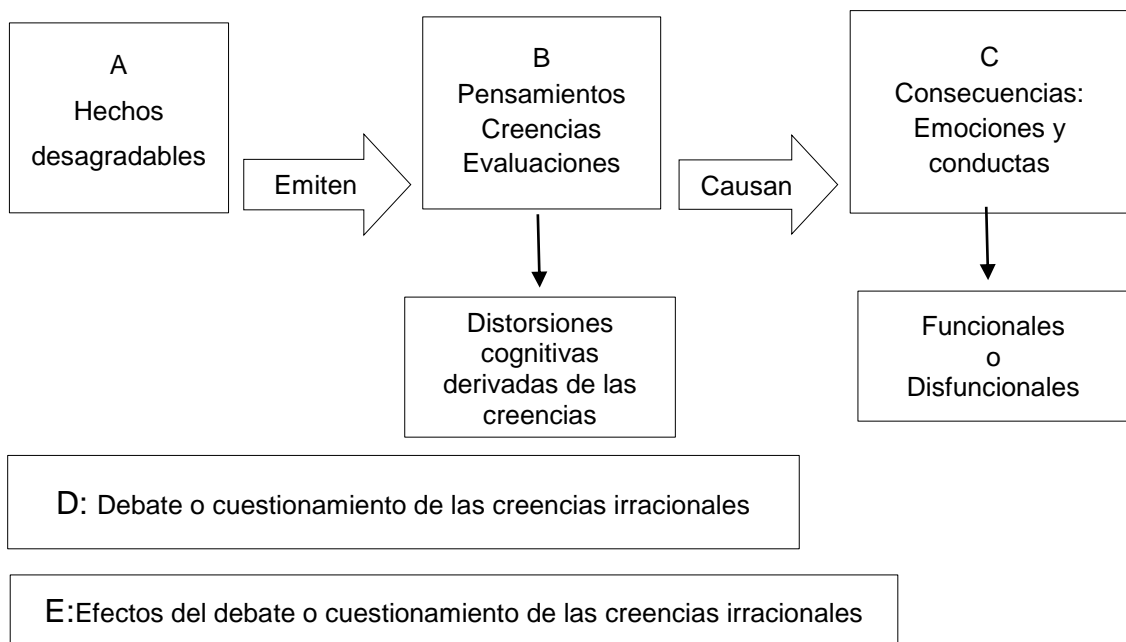 A
Hechos
desagradables
Emiten
B
Pensamientos
Creencias
Evaluaciones
Causan
C
Consecuencias:
Emociones y
conductas
Distorsiones
cognitivas
derivadas de las
creencias
Funcionales
o
Disfuncionales
D: Debate o cuestionamiento de las creencias irracionales
E:Efectos del debate o cuestionamiento de las creencias irracionales